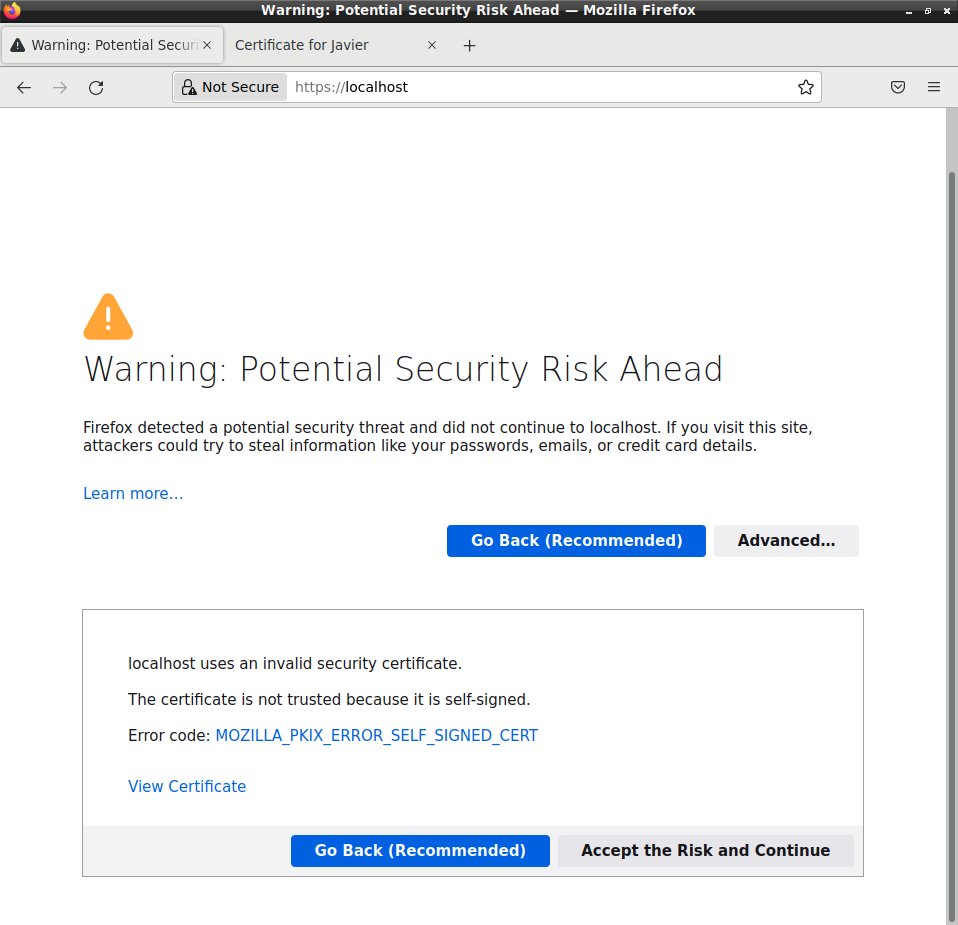 Warning: Potential Security Risk Ahead — Mozilla Firefox
Warning: Potential Securi
Certificate for Javier
Not Secure
https://localhost
Warning: Potential Security Risk Ahead
Firefox detected a potential security threat and did not continue to localhost. If you visit this site,
attackers could try to steal information like your passwords, emails, or credit card details.
Learn more…
Go Back (Recommended)
Advanced…
localhost uses an invalid security certificate.
The certificate is not trusted because it is self-signed.
Error code: MOZILLA_PKIX_ERROR_SELF_SIGNED_CERT
View Certificate
Go Back (Recommended)
Accept the Risk and Continue